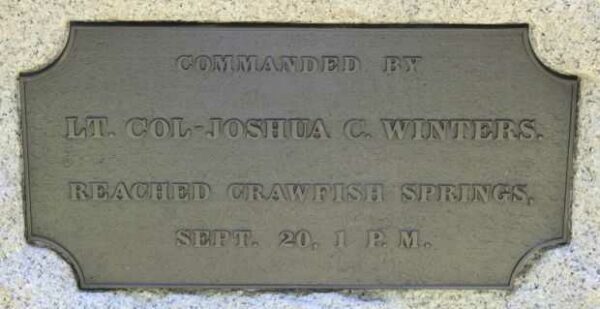 COMMANDED BY
LT. COL-JOSHUA C. WINTERS.
REACHED CRAWFISH SPRINGS,
SEPT. 20, 1 P. M.